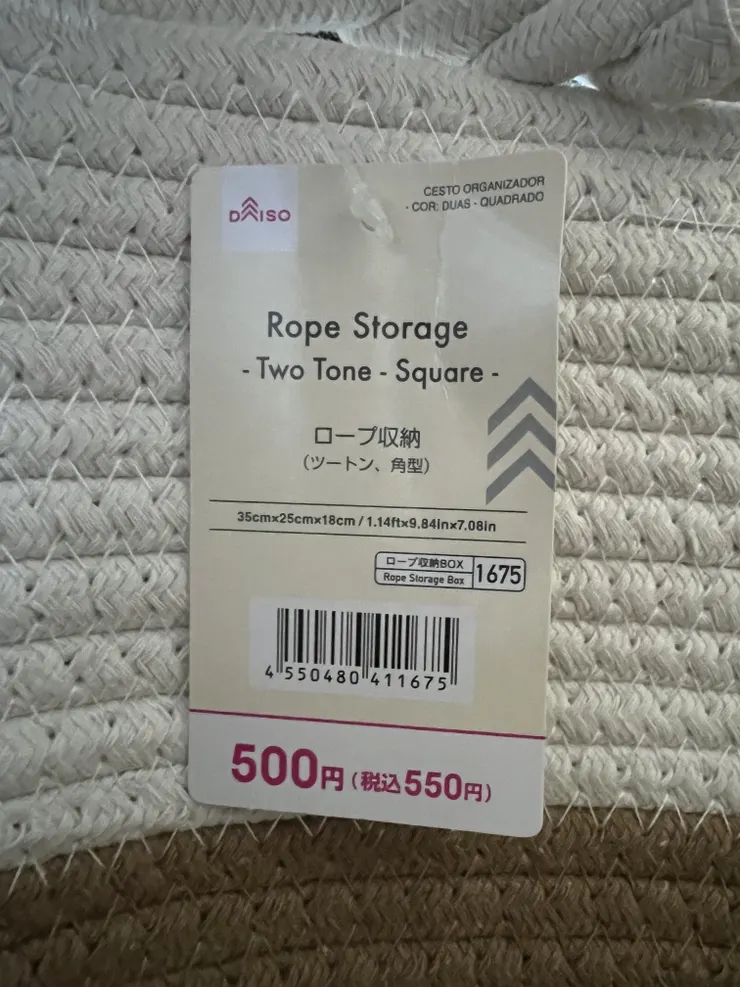 DAISO
CESTO ORGANIZADOR
- COR: DUAS - QUADRADO
Rope Storage
- Two Tone - Square -
ロープ収納
(ツートン、角型)
35cm×25cm×18cm / 1.14ft×9.84in×7.08in
ロープ収納BOX
Rope Storage Box
1675
4 550480 411675
500円(税込550円)